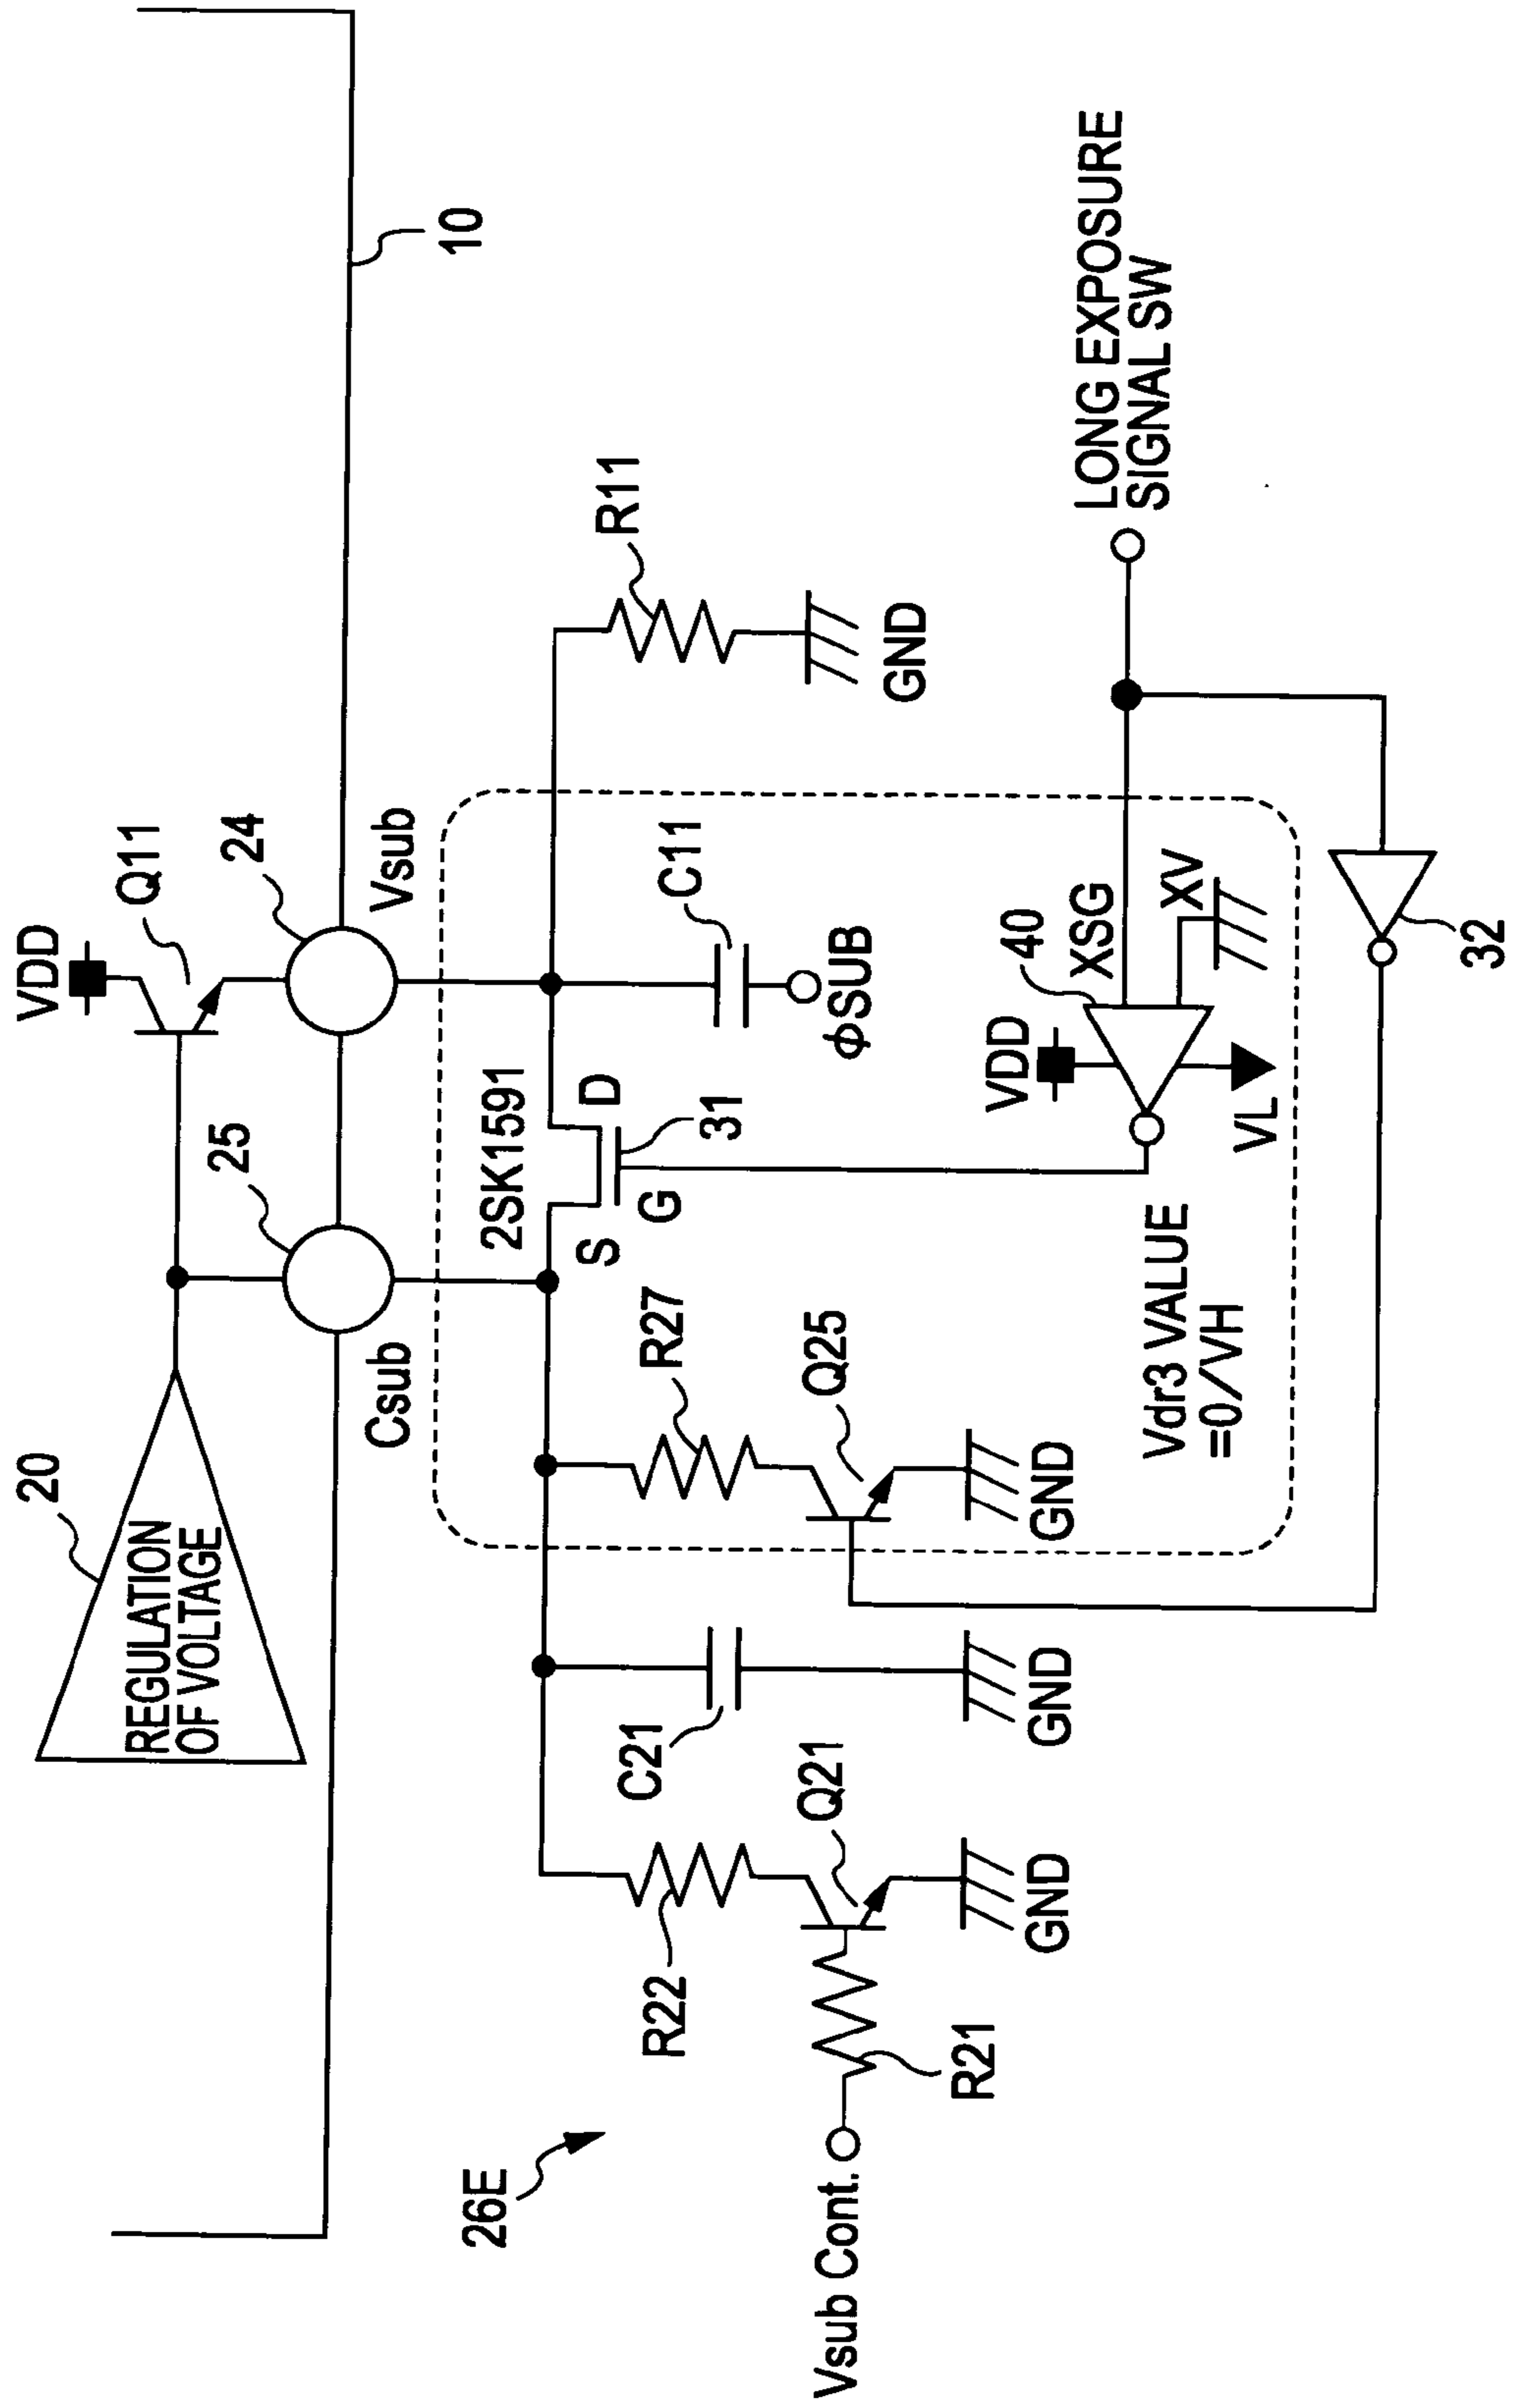 VDD
Q11
24
Vsub
10
20
REGULATION
OF VOLTAGE
25
Csub
2SK1591
S
D
G
31
C11
ϕSUB
R11
GND
R27
Q25
GND
C21
GND
R22
Q21
GND
R21
Vsub Cont.
26E
VDD
40
XSG
XV
VL
Vdr3 VALUE
=0/VH
LONG EXPOSURE
SIGNAL SW
32